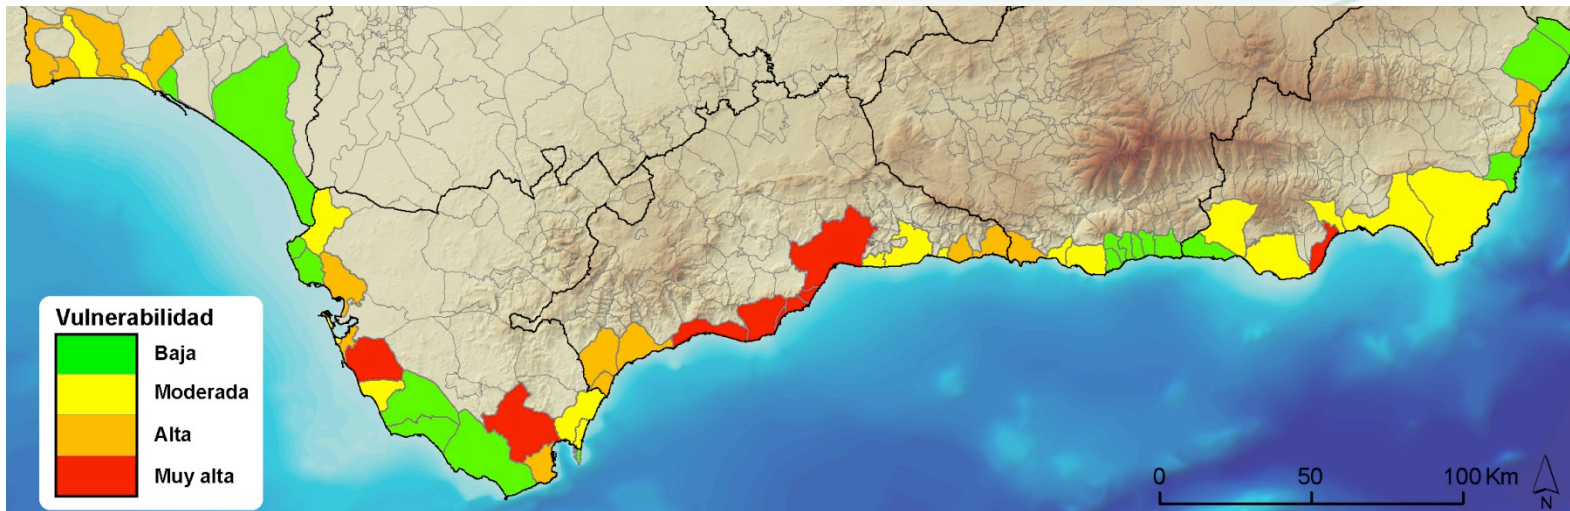 Vulnerabilidad
Baja
Moderada
Alta
Muy alta
0 50 100 Km
N